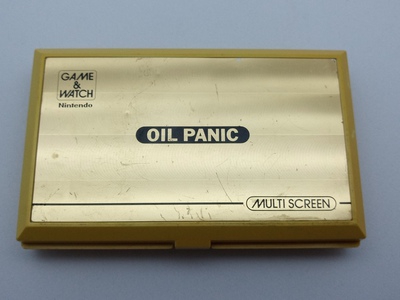 GAME
&
WATCH
Nintendo
OIL PANIC
MULTI SCREEN